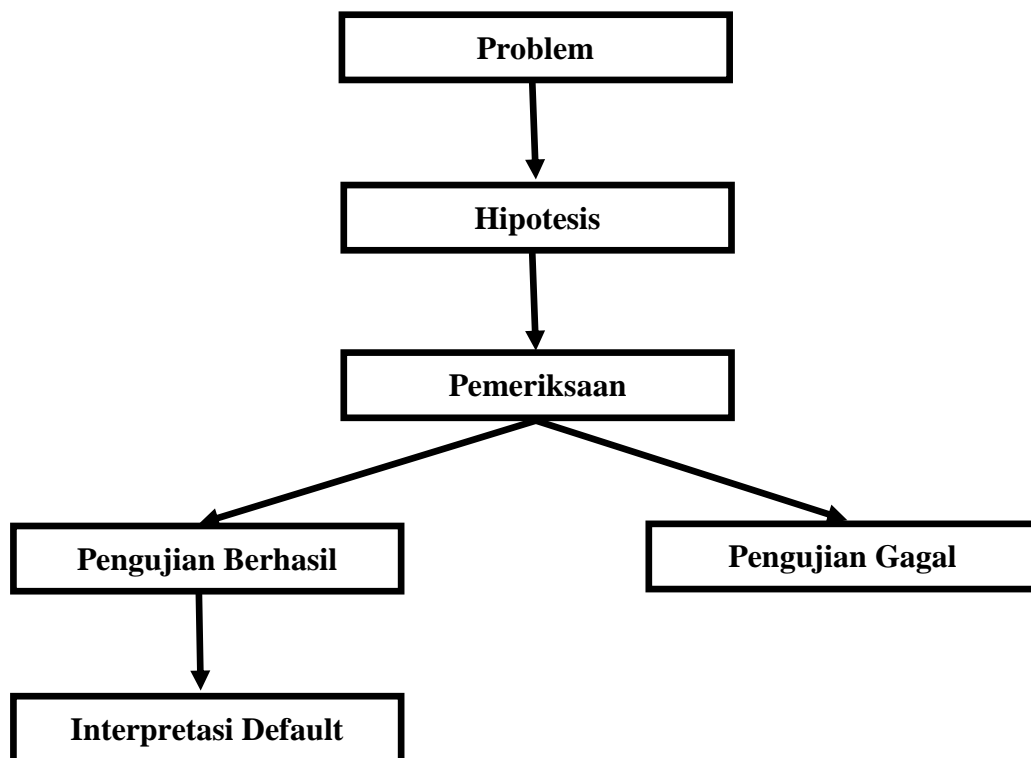 Problem
Hipotesis
Pemeriksaan
Pengujian Berhasil
Pengujian Gagal
Interpretasi Default